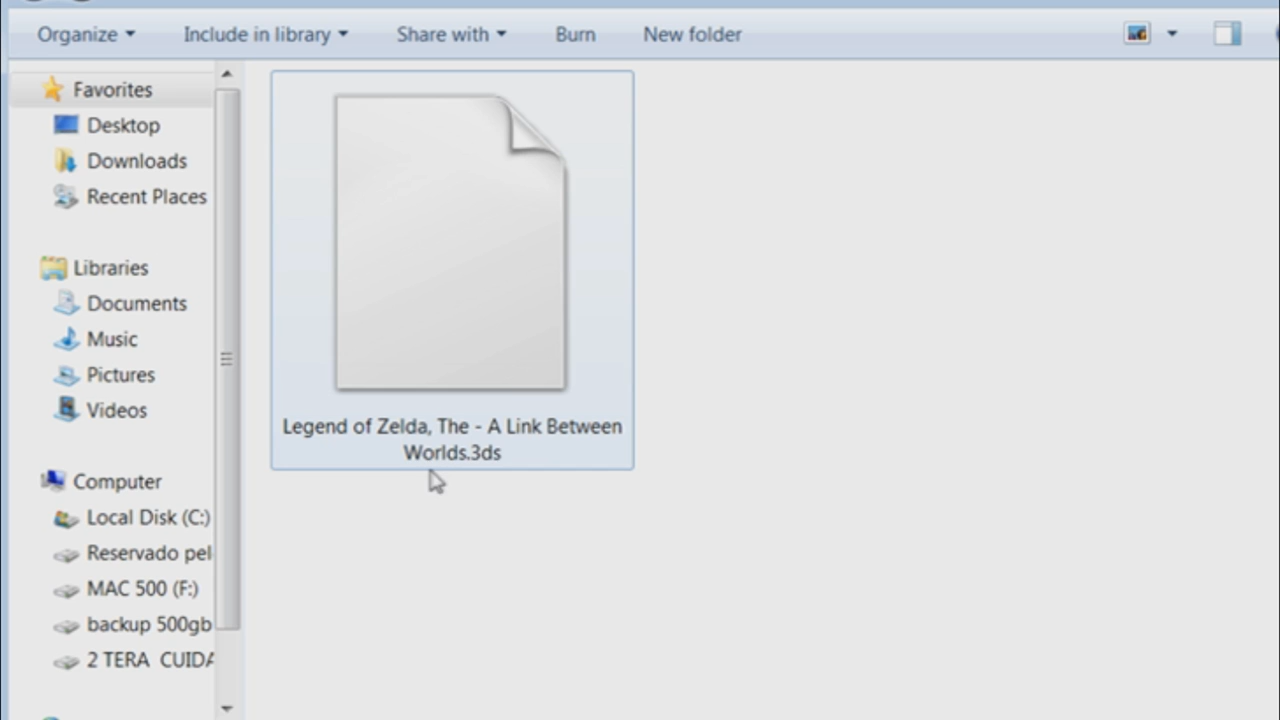 Organize
Include in library
Share with
Burn
New folder
Favorites
Desktop
Downloads
Recent Places
Libraries
Documents
Music
Pictures
Videos
Computer
Local Disk (C:)
Reservado pel
MAC 500 (F:)
backup 500gb
2 TERA CUIDA
Legend of Zelda, The - A Link Between
Worlds.3ds